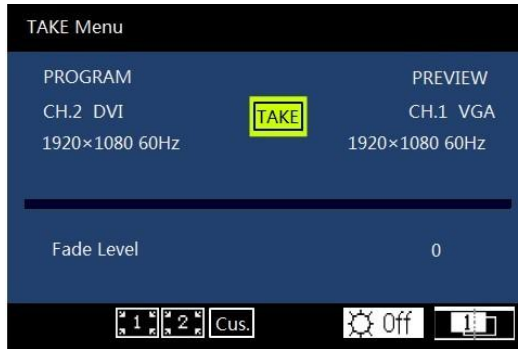 TAKE Menu
PROGRAM PREVIEW
CH.2 DVI TAKE CH.1 VGA
1920×1080 60Hz 1920×1080 60Hz
Fade Level 0
1 2 Cus. Off 1